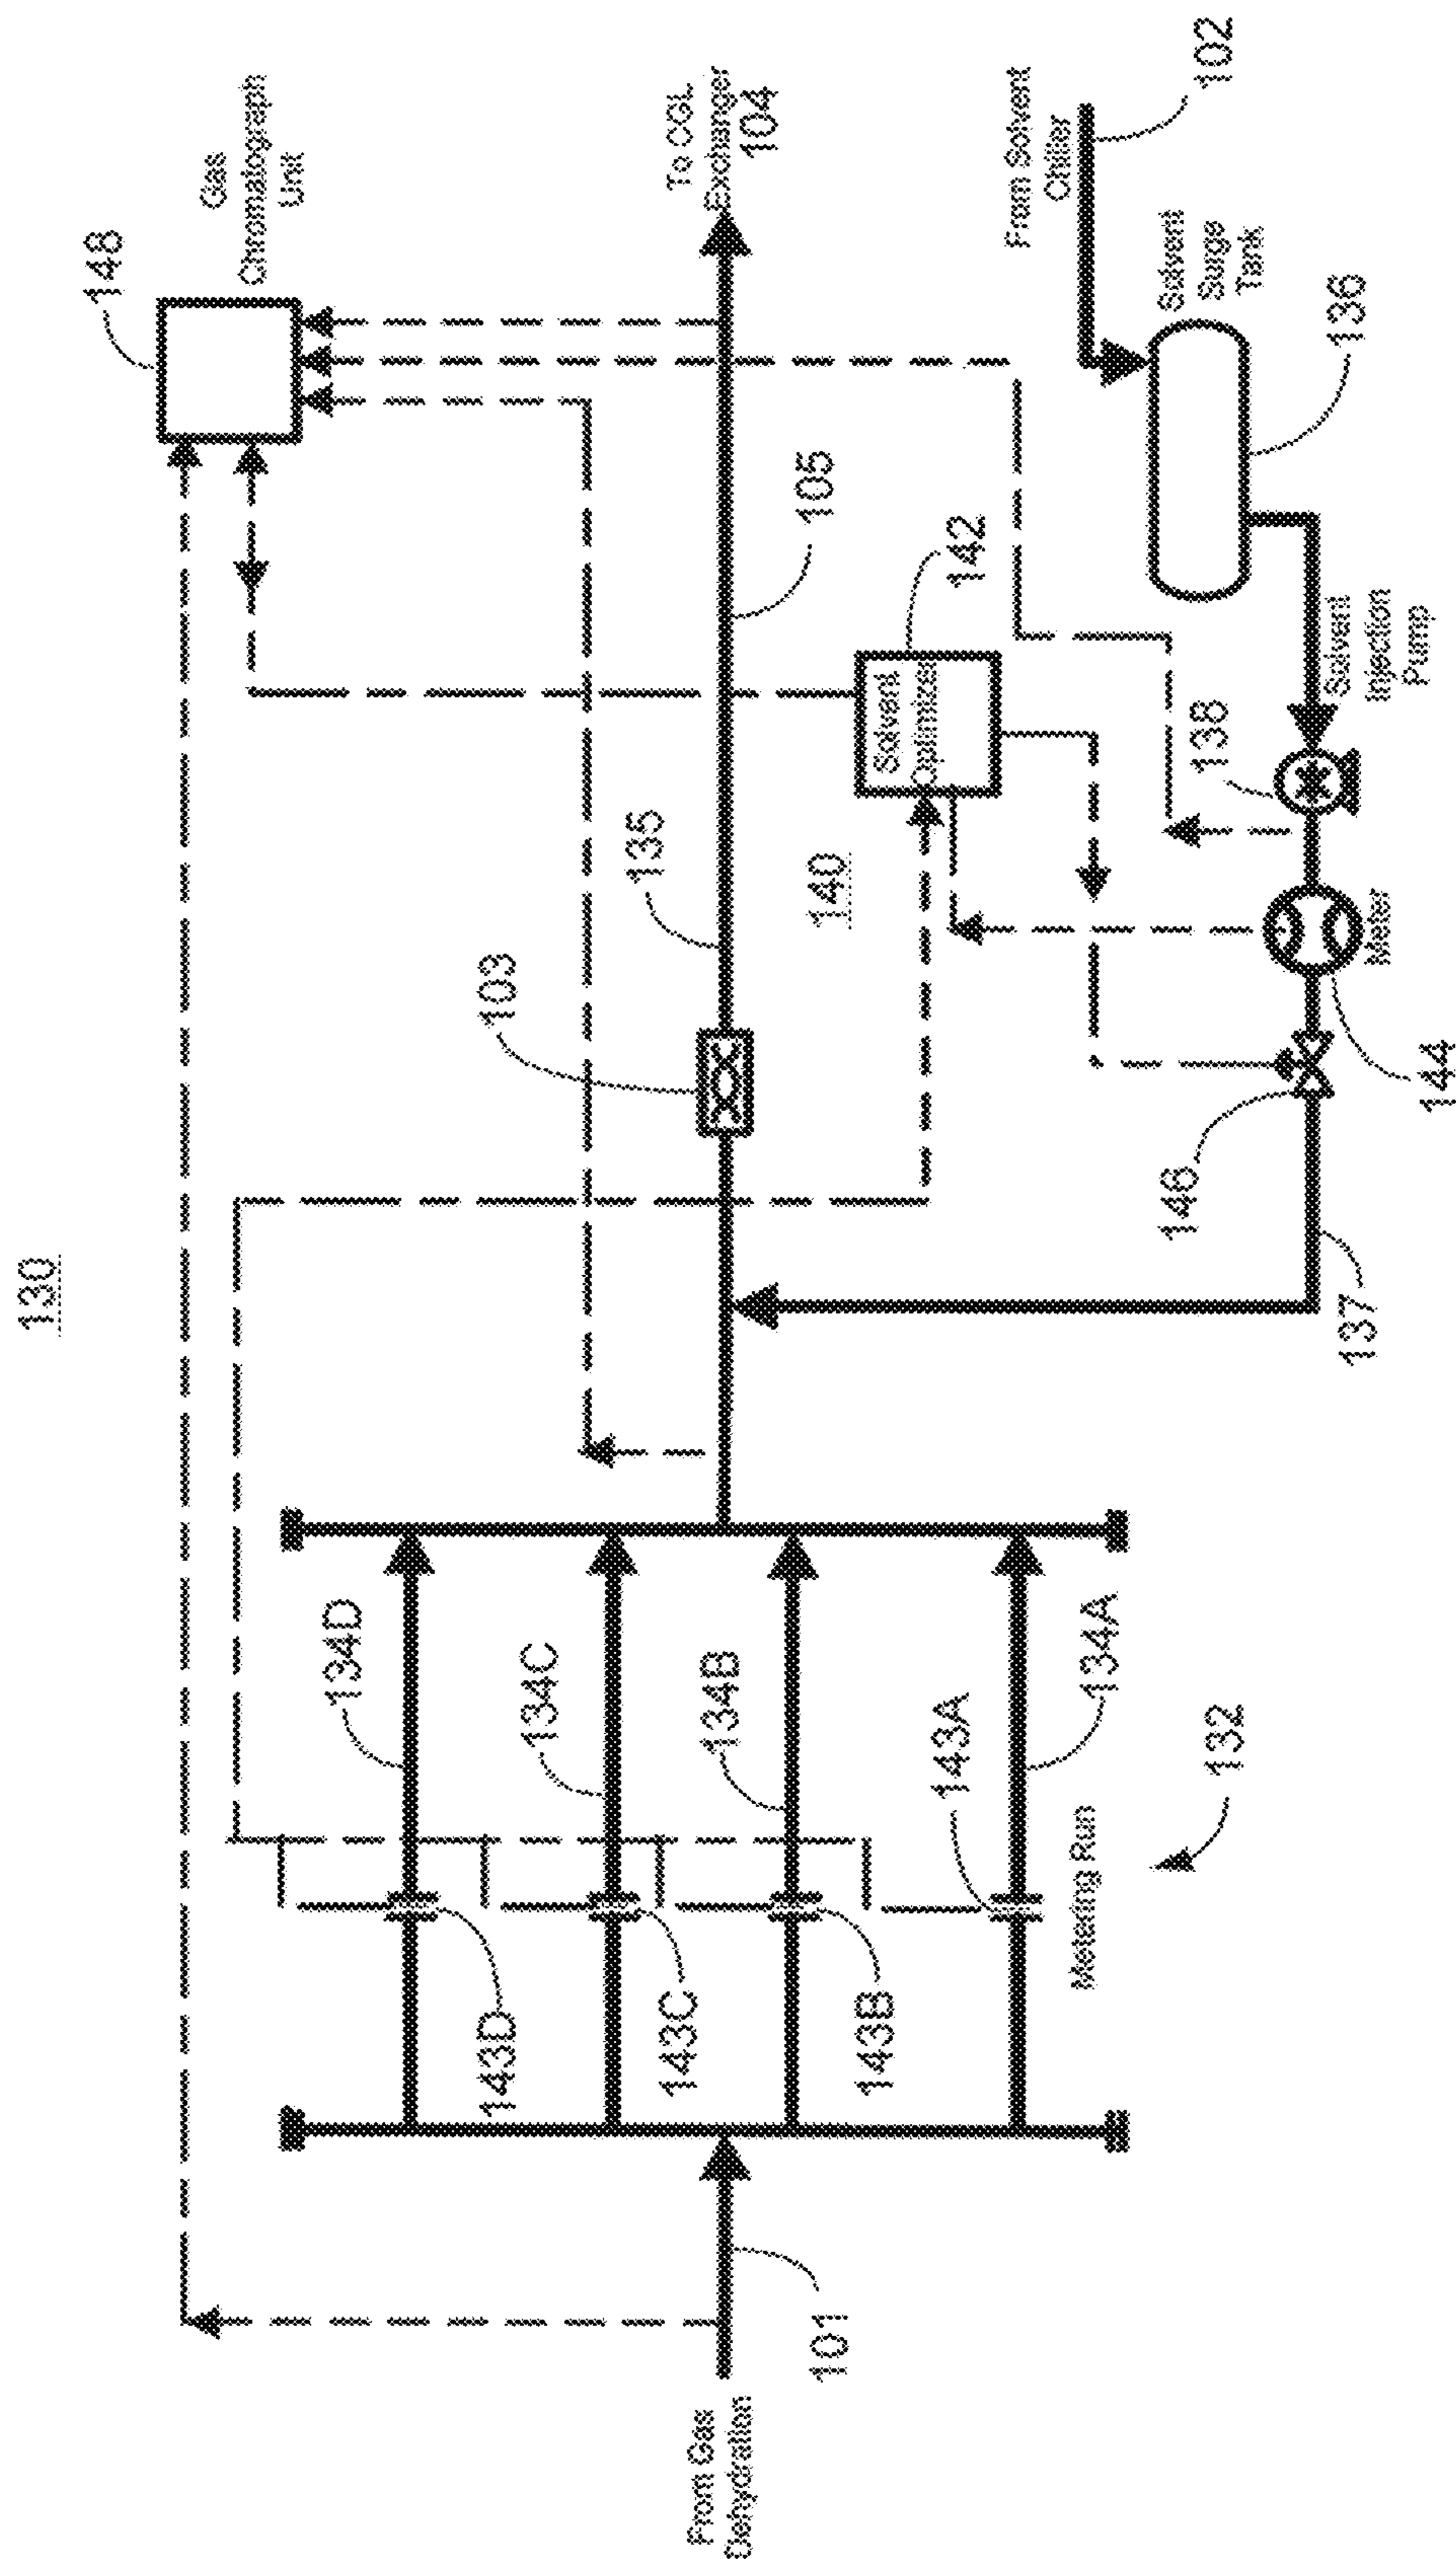 130
148
Gas
Chromatograph
Unit
To CGL
Exchanger
104
From Solvent
Chiller
102
Solvent
Surge
Tank
136
105
142
Solvent
Optimizer
135
140
103
138
Solvent
Injection
Pump
Meter
144
146
137
134D
134C
134B
134A
143D
143C
143B
143A
Metering Run
132
101
From Gas
Dehydration